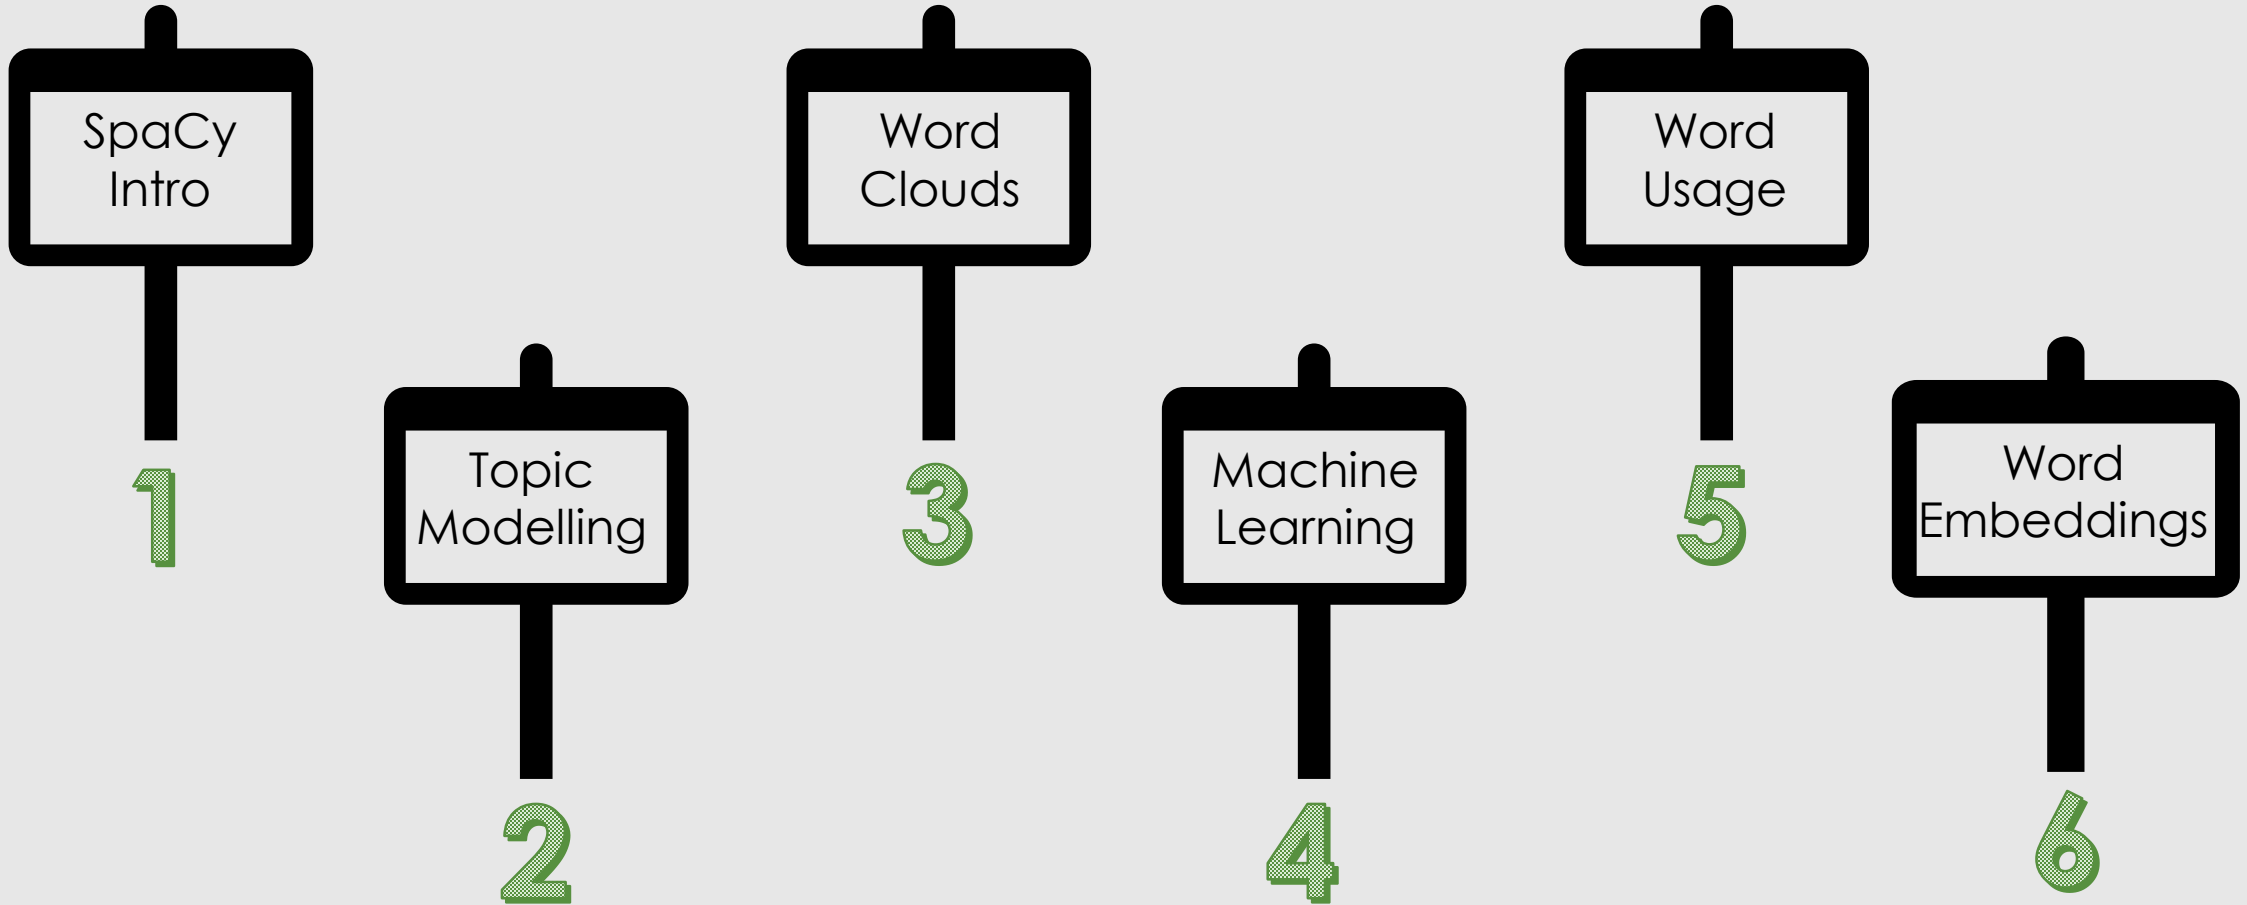 SpaCy
Intro
1
Topic
Modelling
2
Word
Clouds
3
Machine
Learning
4
Word
Usage
5
Word
Embeddings
6